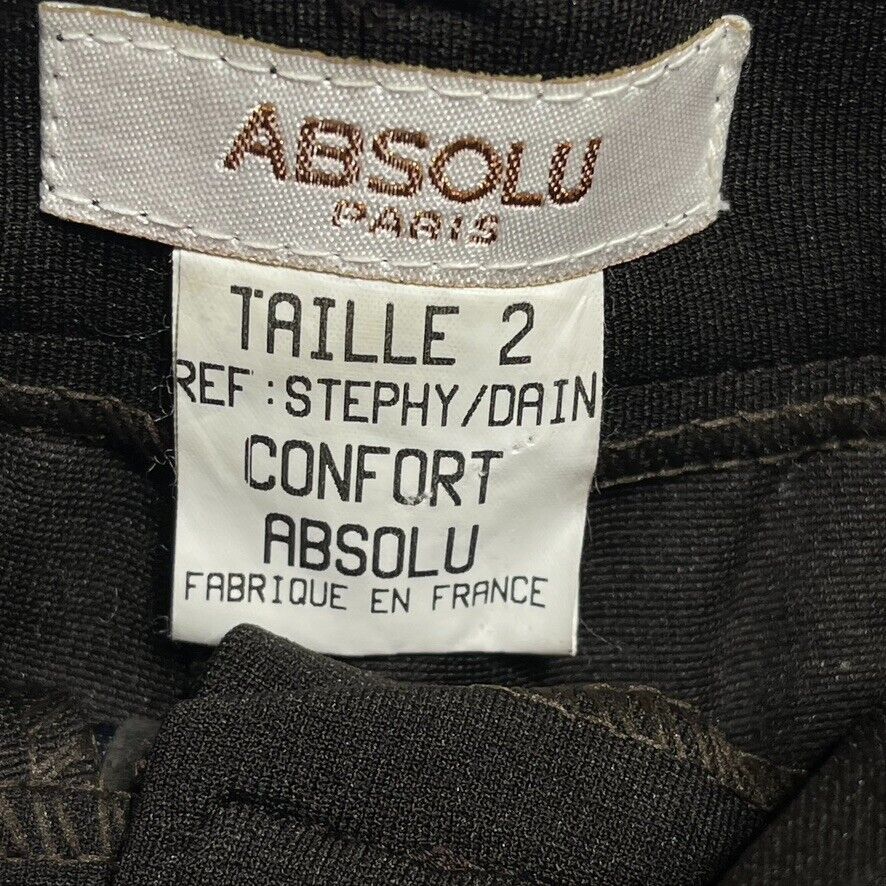 ABSOLU
PARIS
TAILLE 2
REF:STEPHY/DAIN
CONFORT
ABSOLU
FABRIQUE EN FRANCE